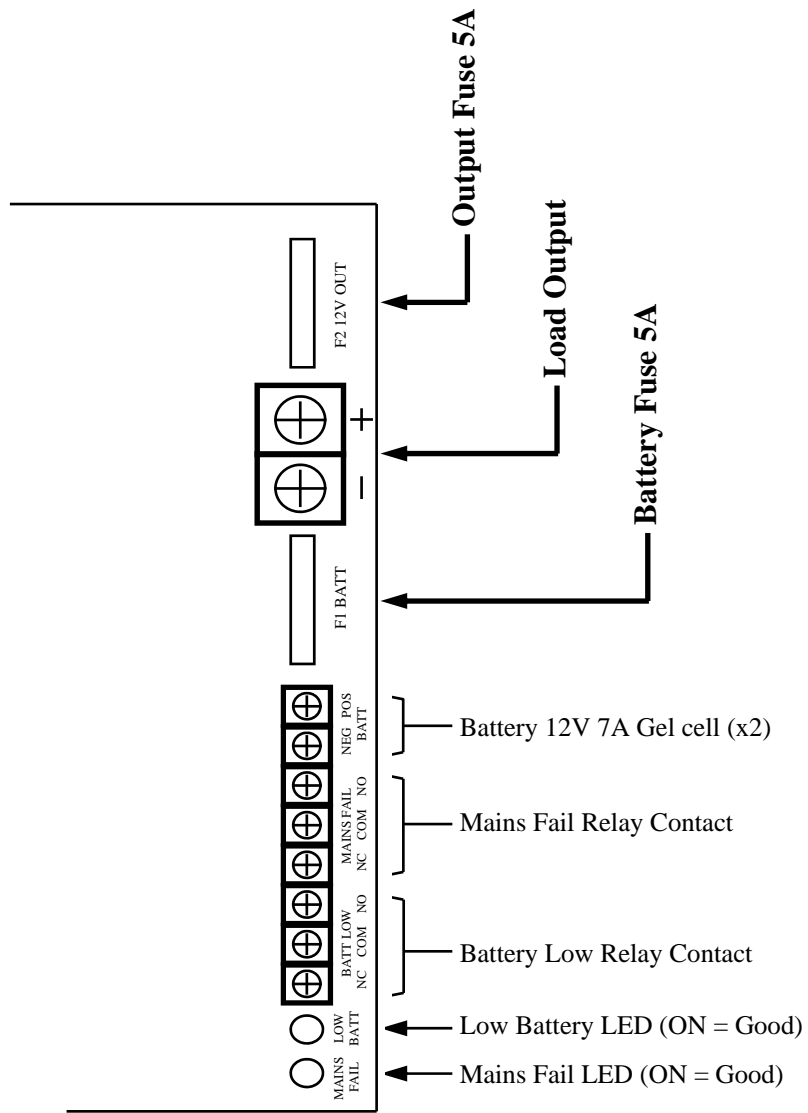 Output Fuse 5A
Load Output
Battery Fuse 5A
F2 12V OUT
+
–
F1 BATT
NEG POS
BATT
Battery 12V 7A Gel cell (x2)
MAINS FAIL
NC COM NO
Mains Fail Relay Contact
BATT LOW
NC COM NO
Battery Low Relay Contact
LOW
BATT
Low Battery LED (ON = Good)
MAINS
FAIL
Mains Fail LED (ON = Good)